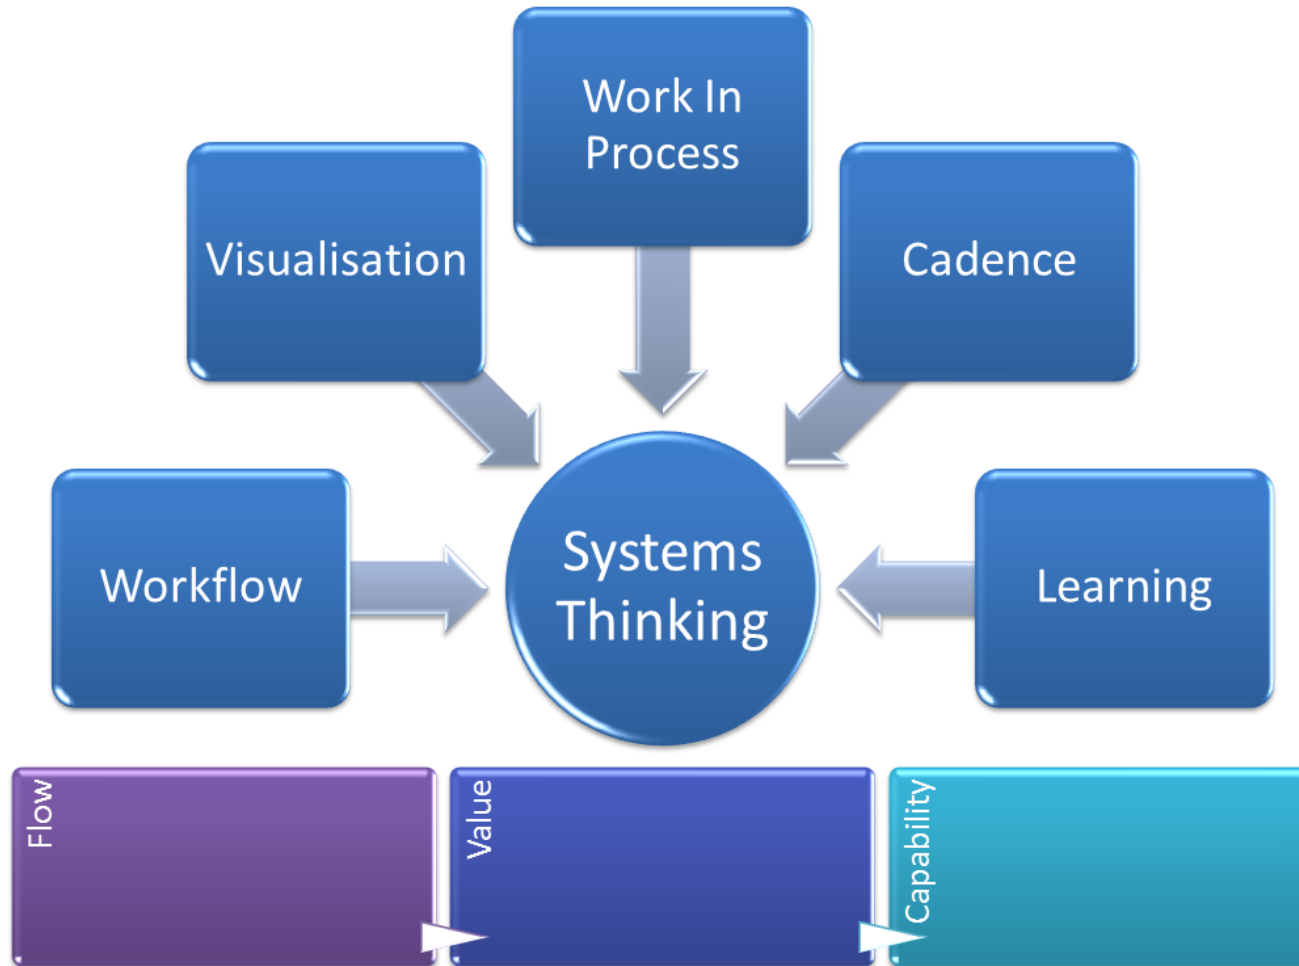 Work In
Process
Visualisation
Cadence
Workflow
Systems
Thinking
Learning
Flow
Value
Capability